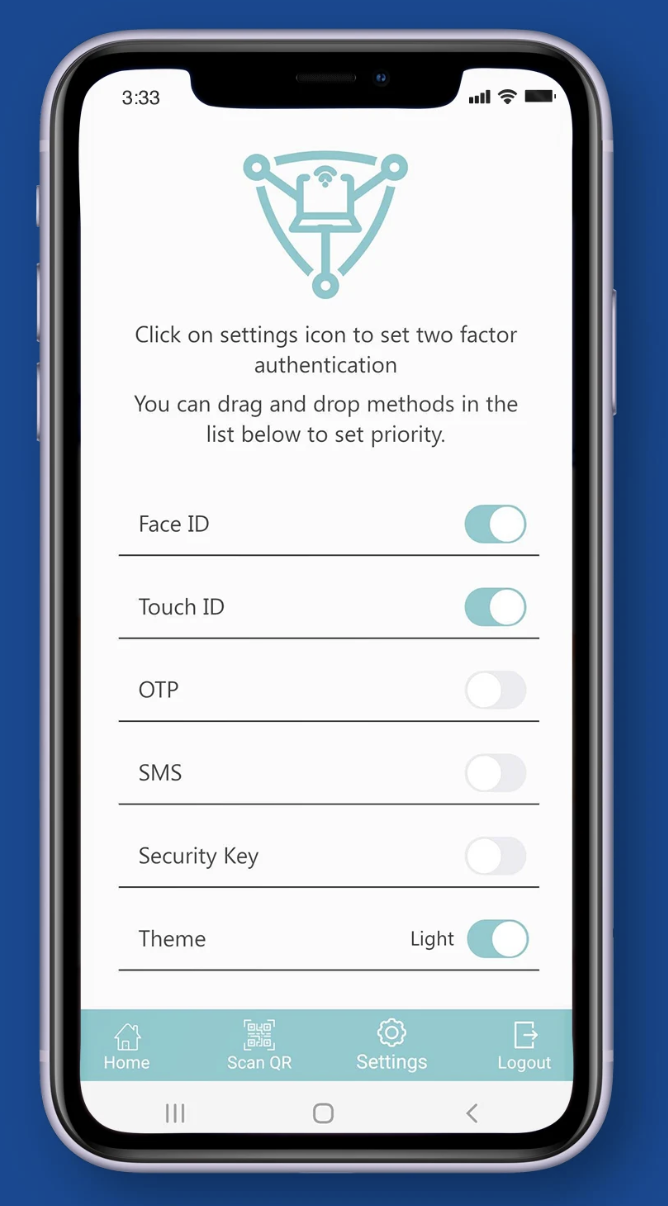 3:33
Click on settings icon to set two factor
authentication
You can drag and drop methods in the
list below to set priority.
Face ID
Touch ID
OTP
SMS
Security Key
Theme Light
Home Scan QR Settings Logout